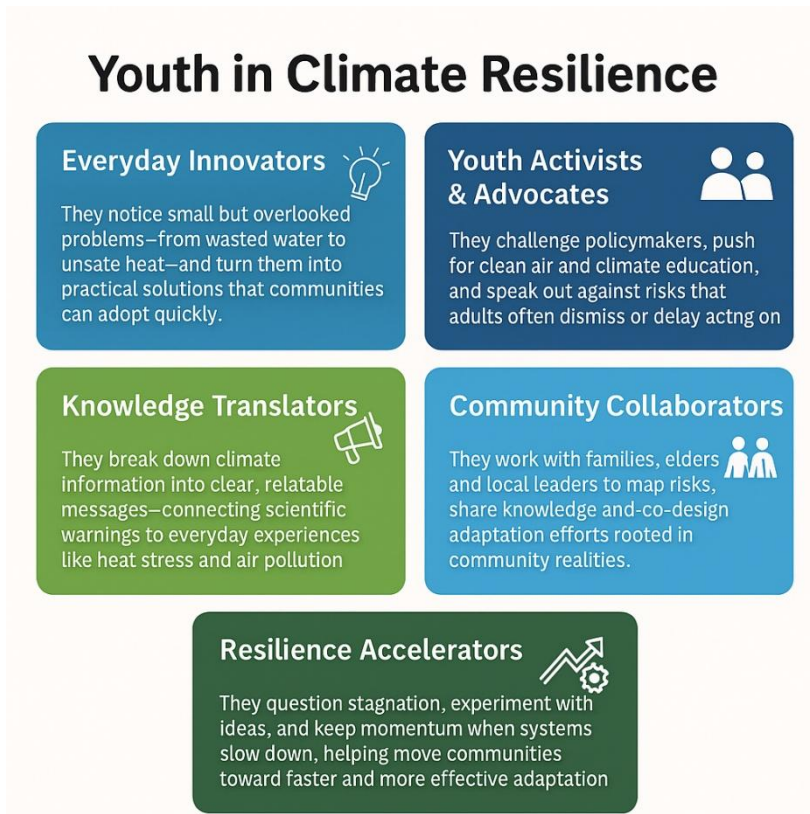 Youth in Climate Resilience
Everyday Innovators
They notice small but overlooked
problems–from wasted water to
unsate heat–and turn them into
practical solutions that communities
can adopt quickly.
Youth Activists
& Advocates
They challenge policymakers, push
for clean air and climate education,
and speak out against risks that
adults often dismiss or delay actng on
Knowledge Translators
They break down climate
information into clear, relatable
messages–connecting scientific
warnings to everyday experiences
like heat stress and air pollution
Community Collaborators
They work with families, elders
and local leaders to map risks,
share knowledge and-co-design
adaptation efforts rooted in
community realities.
Resilience Accelerators
They question stagnation, experiment with
ideas, and keep momentum when systems
slow down, helping move communities
toward faster and more effective adaptation